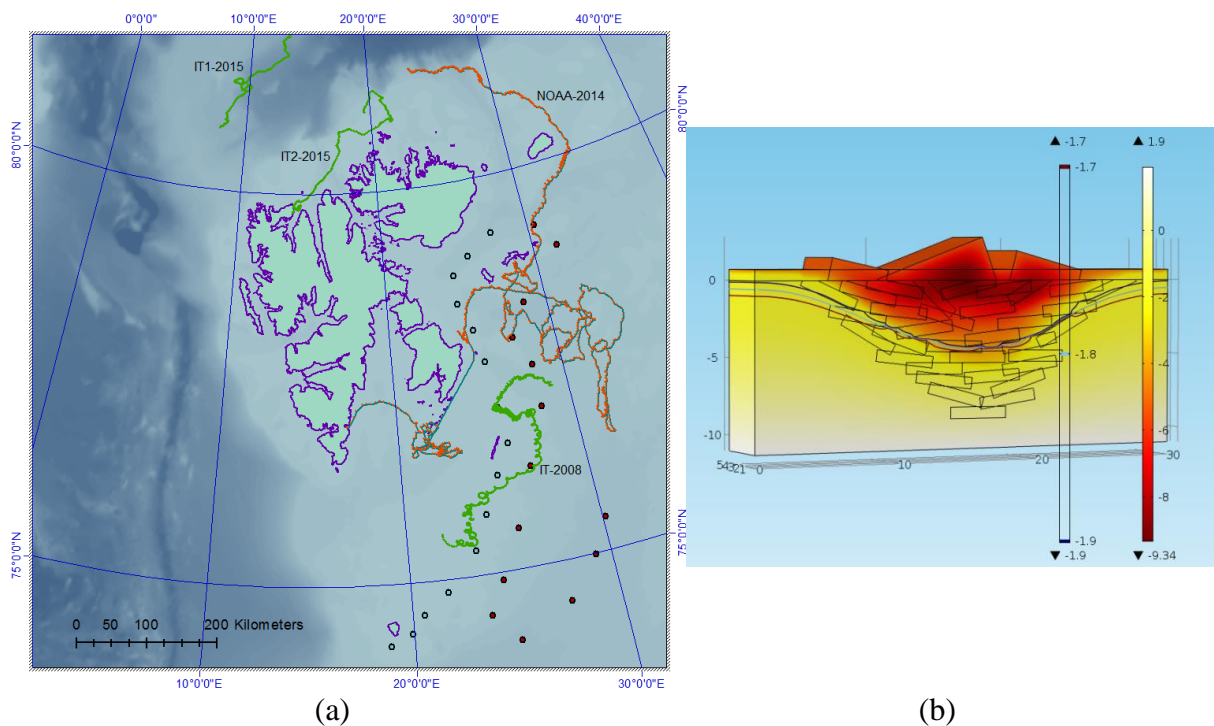 0°0'0" 10°0'0"E 20°0'0"E 30°0'0"E 40°0'0"E
IT1-2015
NOAA-2014
80°0'0"N
80°0'0"N
IT2-2015
IT-2008
75°0'0"N
75°0'0"N
0 50 100 200 Kilometers
10°0'0"E 20°0'0"E 30°0'0"E
(a)
▲ -1.7 ▲ 1.9
-1.7
0
0
-2
-1.8
-5
-4
-10
-6
0 10 20 30
-8
-1.9 
▼ -1.9 ▼ -9.34
(b)